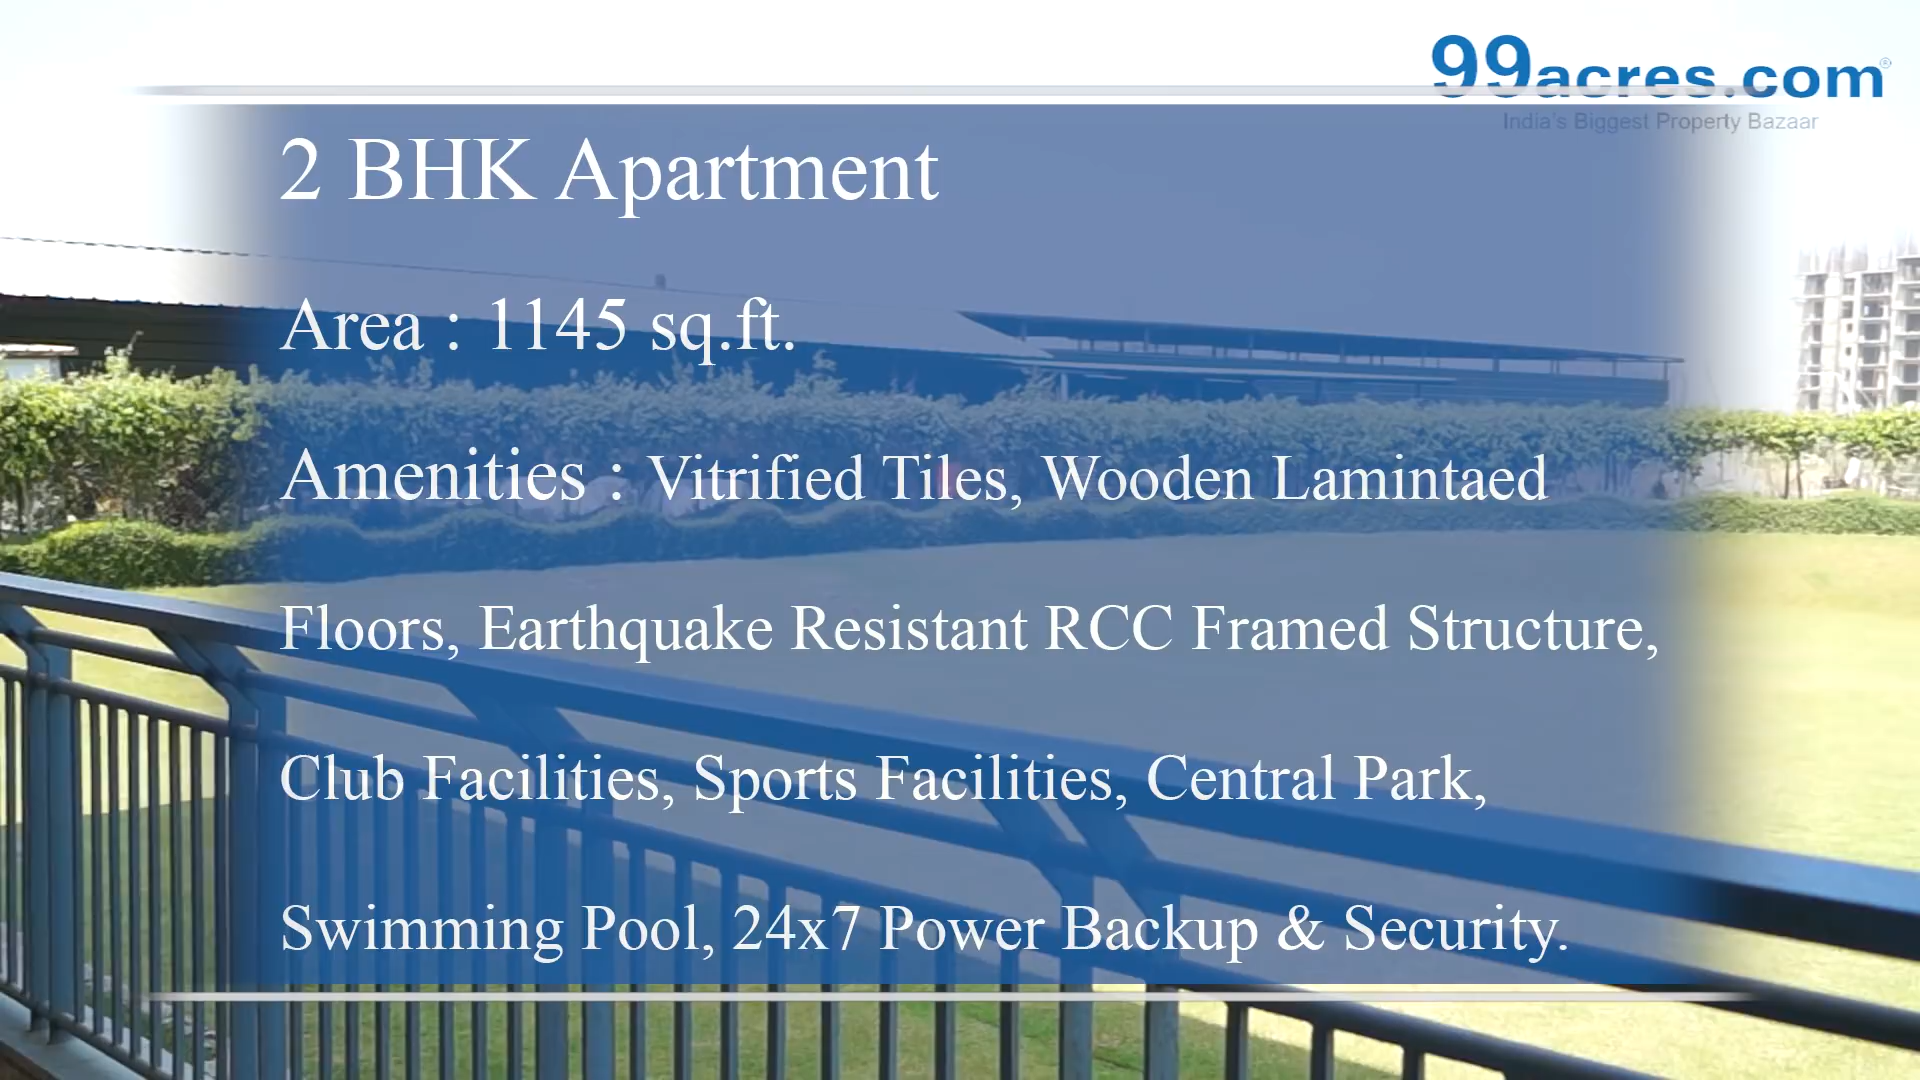 99acres.com®
India's Biggest Property Bazaar
2 BHK Apartment
Area : 1145 sq.ft.
Amenities : Vitrified Tiles, Wooden Lamintaed
Floors, Earthquake Resistant RCC Framed Structure,
Club Facilities, Sports Facilities, Central Park,
Swimming Pool, 24x7 Power Backup & Security.